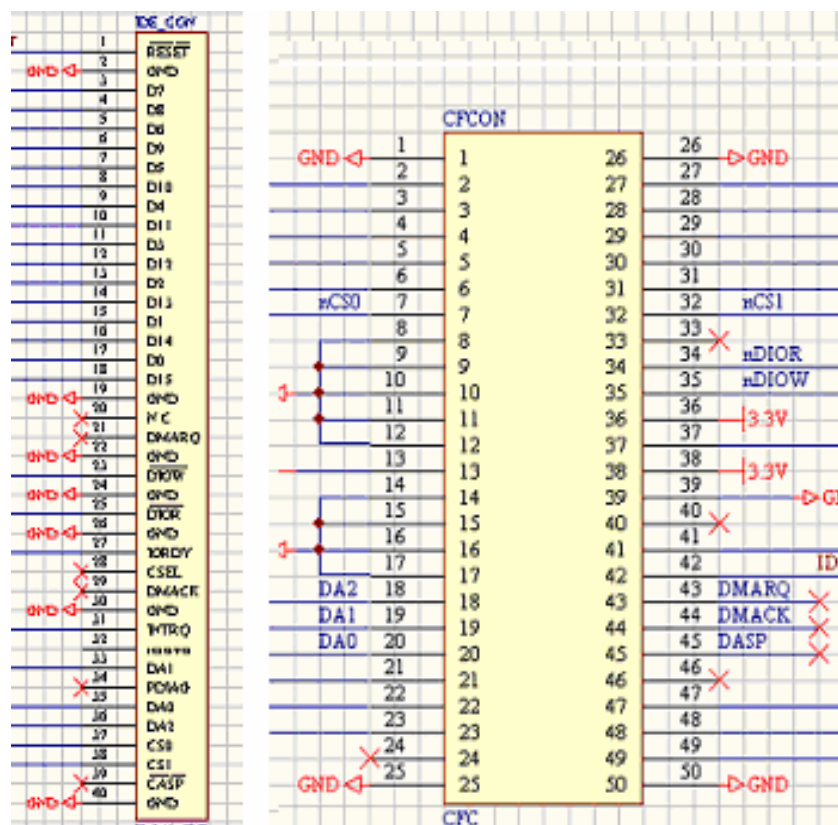 IDE_CON
1 RESET
GND 2 GND
3 D7
4 D8
5 D6
6 D9
7 D5
8 D10
9 D4
10 D11
11 D3
12 D12
13 D2
14 D13
15 D1
16 D14
17 D0
18 D15
GND 19 GND
20 NC
21 DMARQ
GND 22 GND
23 DIOW
GND 24 GND
25 DIOR
GND 26 GND
27 IORDY
28 CSEL
29 DMACK
GND 30 GND
31 INTRQ
32
33 DA1
34 PDIAG
35 DA0
36 DA2
37 CS0
38 CS1
39 CASP
GND 40 GND
CFCON
GND 1 1 26 26 GND
2 2 27 27
3 3 28 28
4 4 29 29
5 5 30 30
6 6 31 31
nCS0 7 7 32 32 nCS1
8 8 33 33
9 9 34 34 nDIOR
10 10 35 35 nDIOW
11 11 36 36 3.3V
12 12 37 37
13 13 38 38 3.3V
14 14 39 39
15 15 40 40
16 16 41 41
17 17 42 42 ID
DA2 18 18 43 43 DMARQ
DA1 19 19 44 44 DMACK
DA0 20 20 45 45 DASP
21 21 46 46
22 22 47 47
23 23 48 48
24 24 49 49
GND 25 25 50 50 GND
CFC